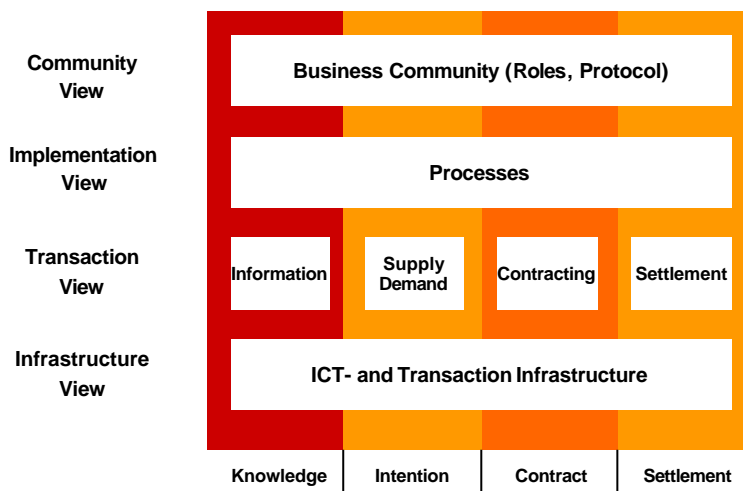 Community
View
Business Community (Roles, Protocol)
Implementation
View
Processes
Transaction
View
Information
Supply
Demand
Contracting
Settlement
Infrastructure
View
ICT- and Transaction Infrastructure
Knowledge
Intention
Contract
Settlement